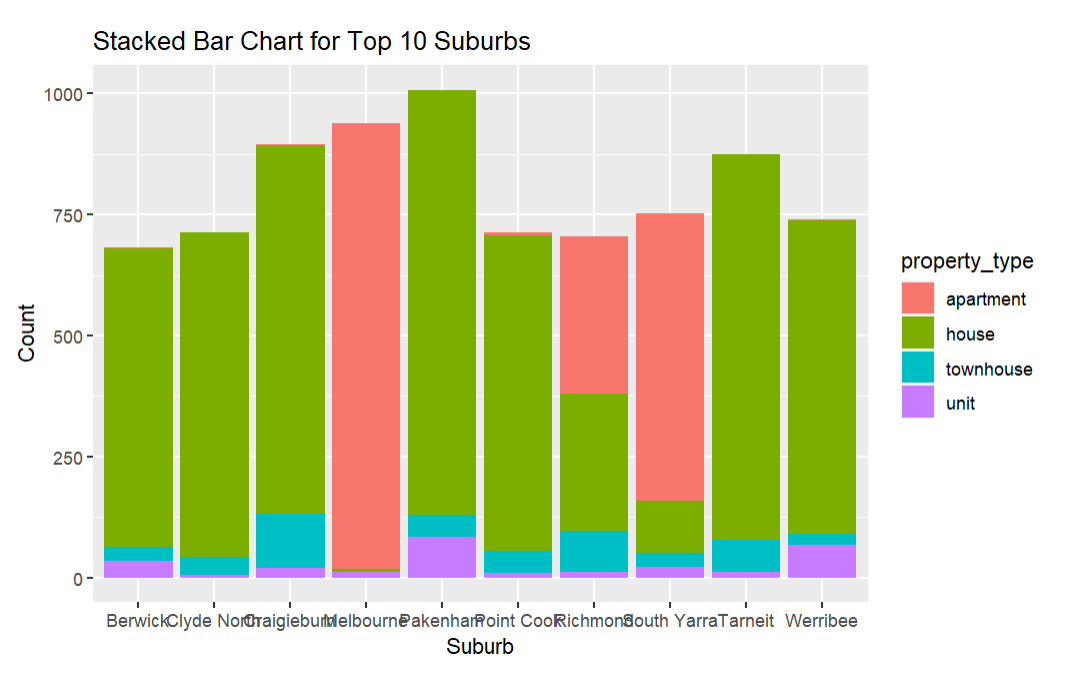 Stacked Bar Chart for Top 10 Suburbs
Count
1000
750
500
250
0
Berwick Clyde North Craigieburn Melbourne Pakenham Point Cook Richmond South Yarra Tarneit Werribee
Suburb
property_type
apartment
house
townhouse
unit